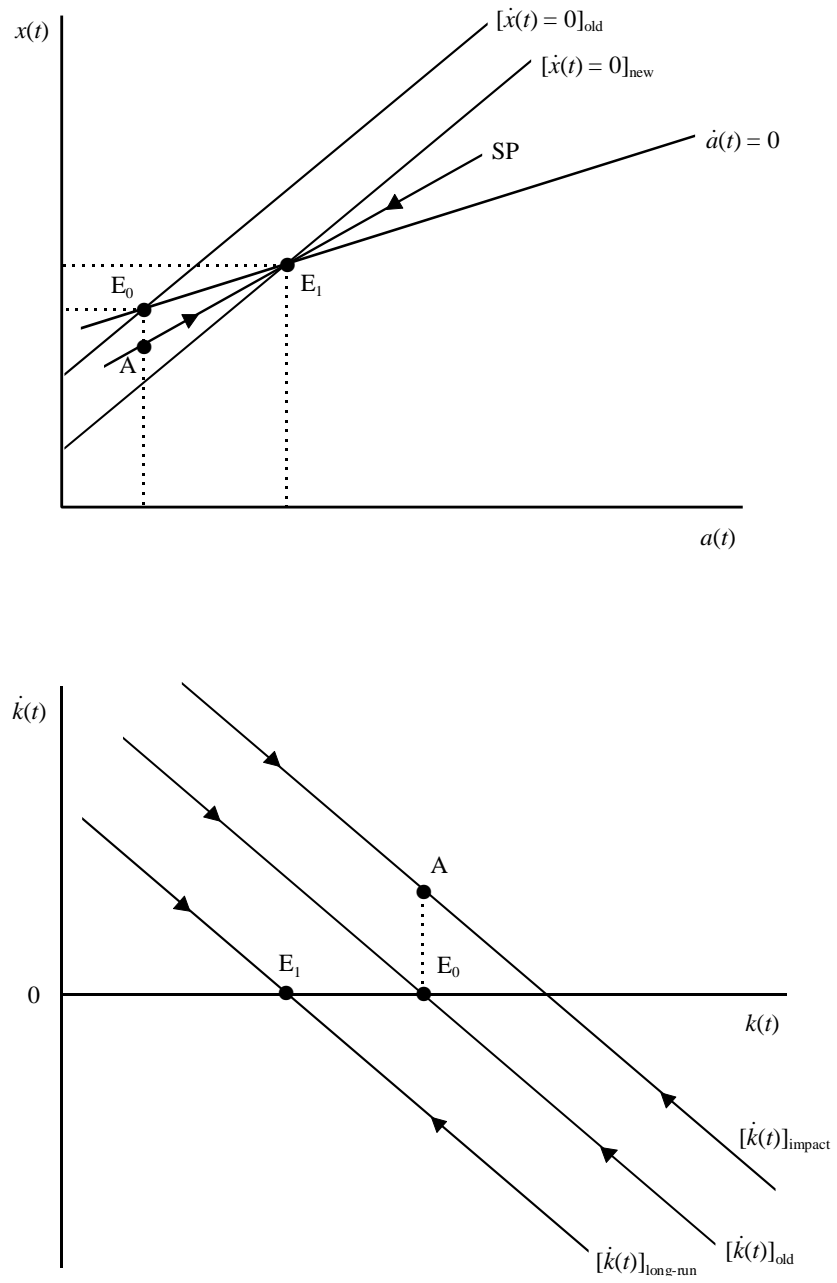 x(t)
[ẋ(t) = 0]old
[ẋ(t) = 0]new
ȧ(t) = 0
SP
E0
E1
A
a(t)
k̇(t)
A
E1
E0
0
k(t)
[k̇(t)]impact
[k̇(t)]old
[k̇(t)]long-run